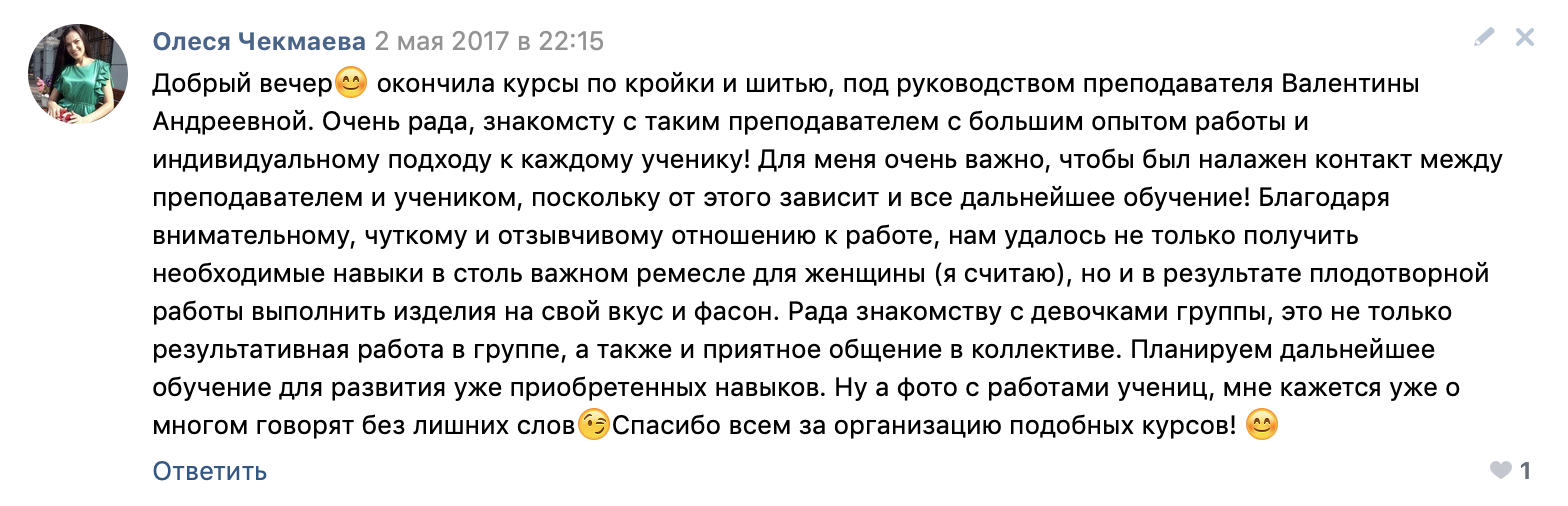 Олеся Чекмаева 2 мая 2017 в 22:15
Добрый вечер😊 окончила курсы по кройки и шитью, под руководством преподавателя Валентины
Андреевной. Очень рада, знакомсту с таким преподавателем с большим опытом работы и
индивидуальному подходу к каждому ученику! Для меня очень важно, чтобы был налажен контакт между
преподавателем и учеником, поскольку от этого зависит и все дальнейшее обучение! Благодаря
внимательному, чуткому и отзывчивому отношению к работе, нам удалось не только получить
необходимые навыки в столь важном ремесле для женщины (я считаю), но и в результате плодотворной
работы выполнить изделия на свой вкус и фасон. Рада знакомству с девочками группы, это не только
результативная работа в группе, а также и приятное общение в коллективе. Планируем дальнейшее
обучение для развития уже приобретенных навыков. Ну а фото с работами учениц, мне кажется уже о
многом говорят без лишних слов😉Спасибо всем за организацию подобных курсов! 😊
Ответить 1